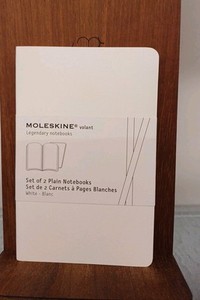 MOLESKINE® volant
Legendary notebooks
Set of 2 Plain Notebooks
Set de 2 Carnets à Pages Blanches
White - Blanc